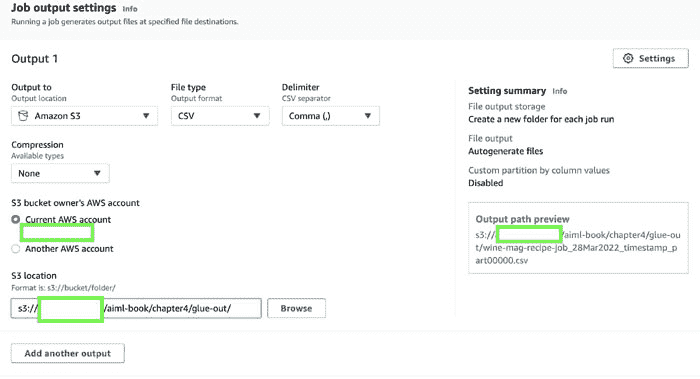 Job output settings Info
Running a job generates output files at specified file destinations.
Output 1
Settings
Output to
Output location
Amazon S3
File type
Output format
CSV
Delimiter
CSV separator
Comma (,)
Compression
Available types
None
S3 bucket owner's AWS account
Current AWS account
Another AWS account
S3 location
Format is: s3://bucket/folder/
s3:// /aiml-book/chapter4/glue-out/
Browse
Add another output
Setting summary Info
File output storage
Create a new folder for each job run
File output
Autogenerate files
Custom partition by column values
Disabled
Output path preview
s3:// /aiml-book/chapter4/glue-ou
t/wine-mag-recipe-job_28Mar2022_timestamp_p
art00000.csv